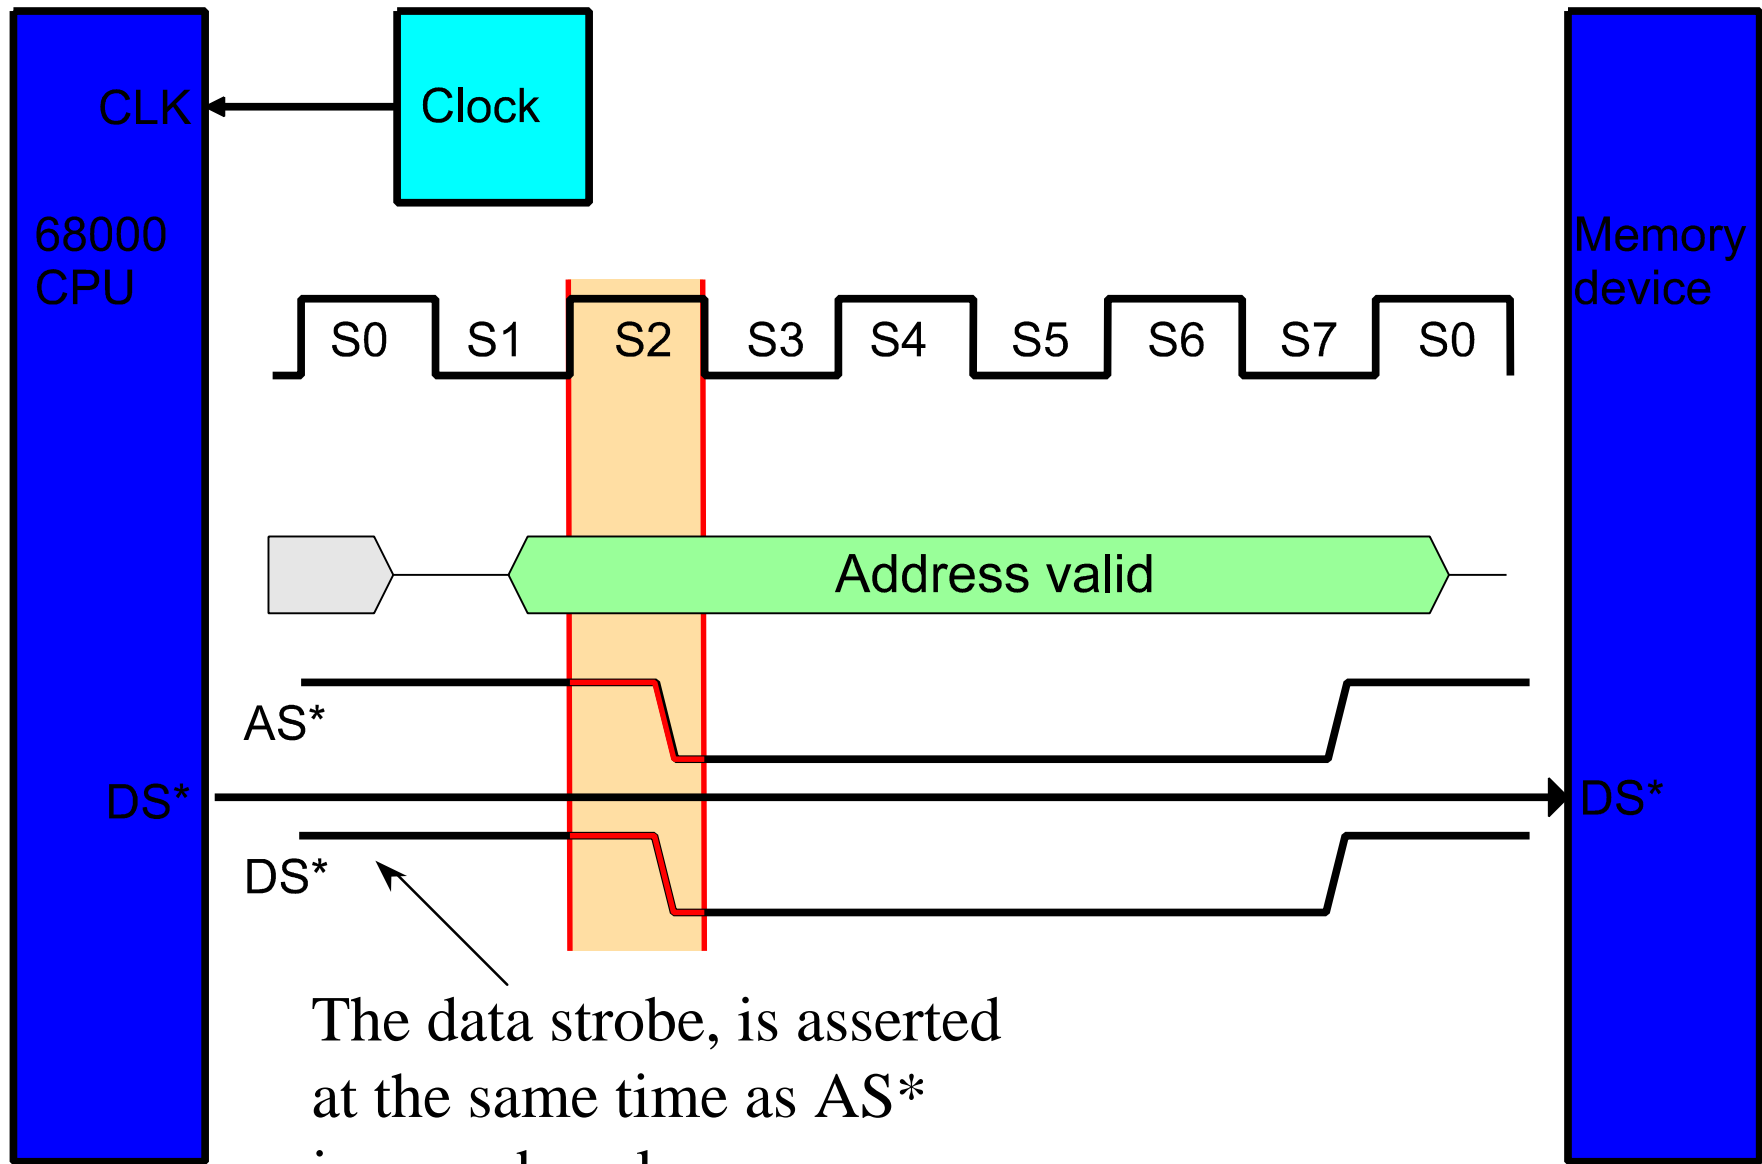 CLK
Clock
68000
CPU
Memory
device
S0 S1 S2 S3 S4 S5 S6 S7 S0
Address valid
AS*
DS*
DS*
DS*
The data strobe, is asserted
at the same time as AS*